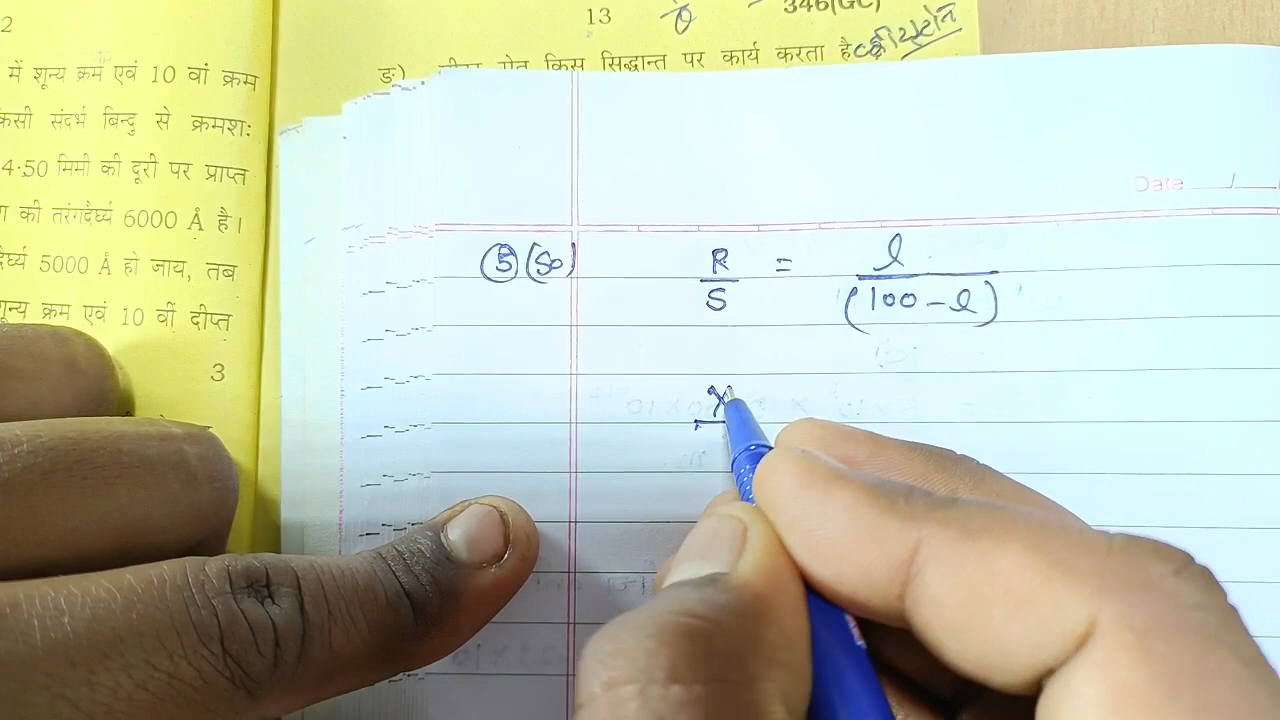 2
में शून्य क्रम एवं 10 वां क्रम
किसी संदर्भ बिन्दु से क्रमशः
4·50 मिमी की दूरी पर प्राप्त
की तरंगदैर्घ्य 6000 Å है।
5000 Å हो जाय, तब
शून्य क्रम एवं 10 वीं दीप्त
3
13
θ
346(GC)
ङ) किस सिद्धान्त पर कार्य करता है
Date / /
5 (
R/S = l/(100 - l)
X